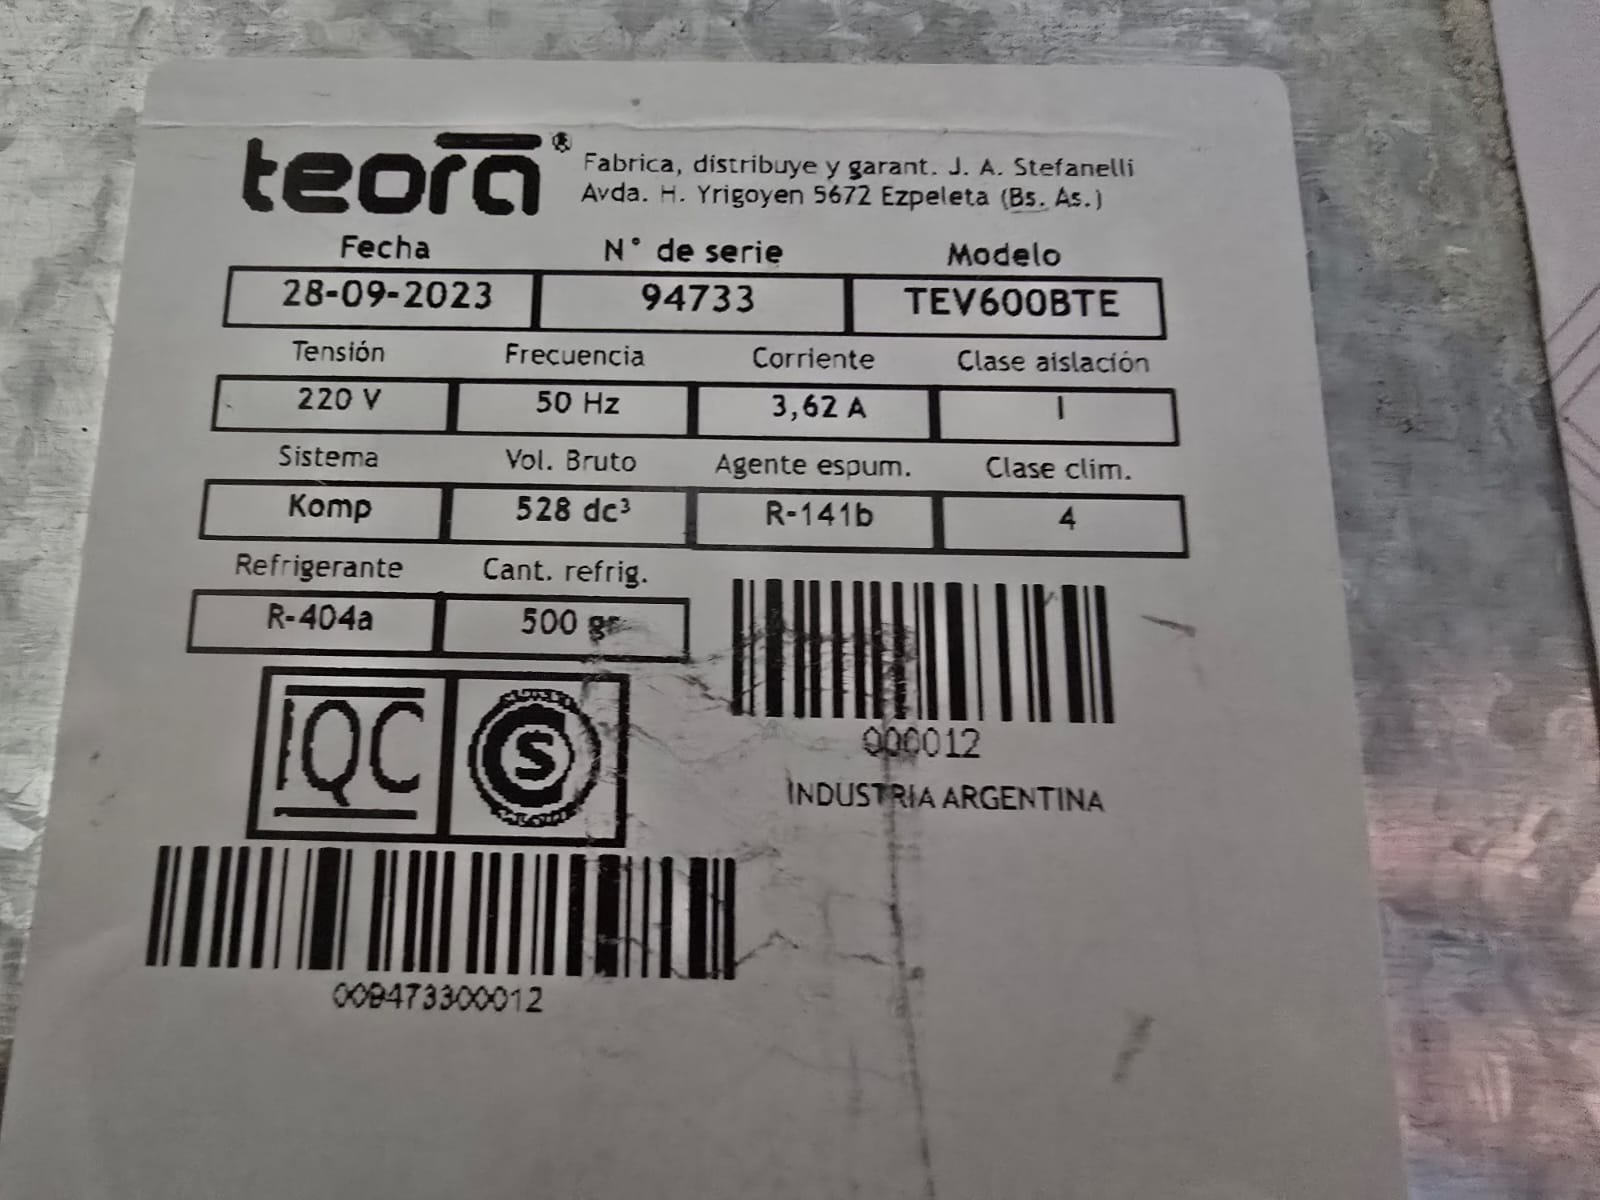 teora®
Fabrica, distribuye y garant. J. A. Stefanelli
Avda. H. Yrigoyen 5672 Ezpeleta (Bs. As.)
Fecha N° de serie Modelo
28-09-2023 94733 TEV600BTE
Tensión Frecuencia Corriente Clase aislación
220 V 50 Hz 3,62 A I
Sistema Vol. Bruto Agente espum. Clase clim.
Komp 528 dc³ R-141b 4
Refrigerante Cant. refrig.
R-404a 500 gr
IQC S
000012
INDUSTRIA ARGENTINA
009473300012